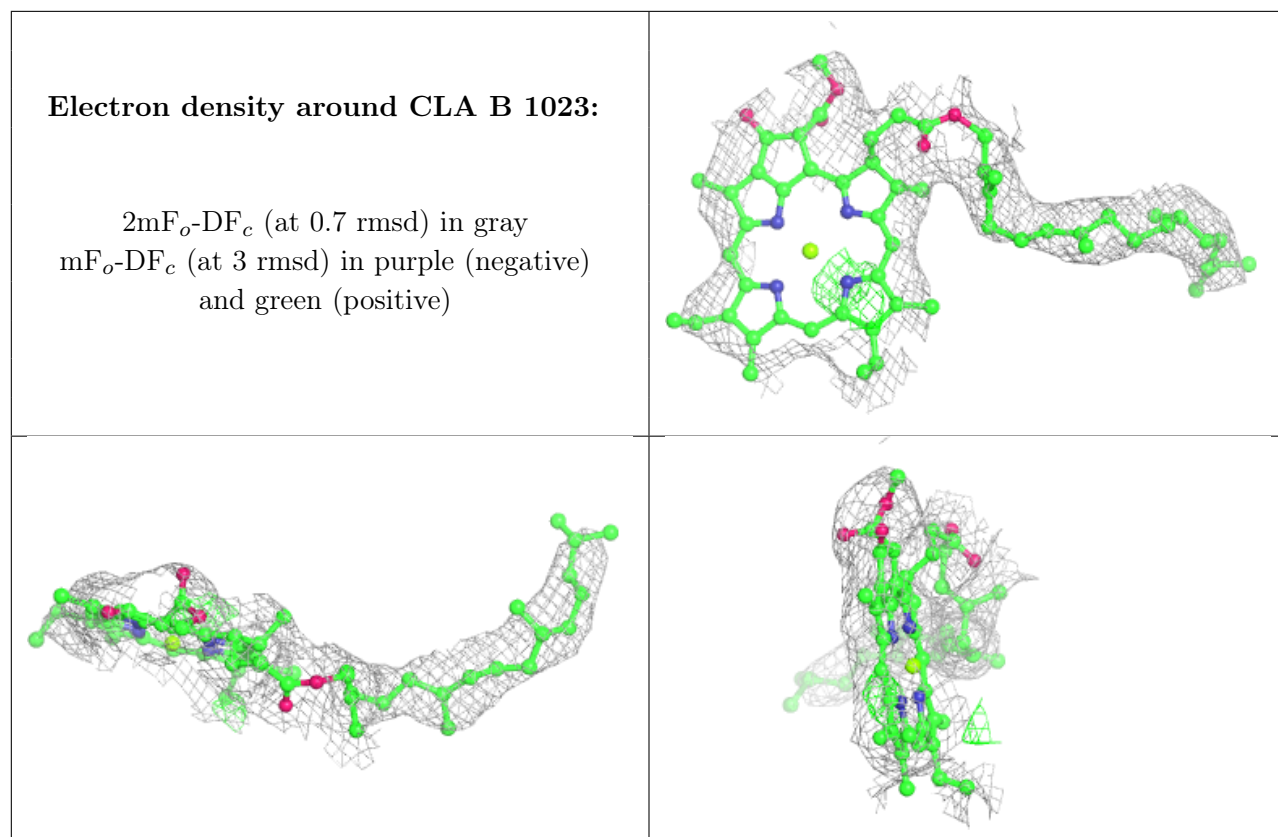 Electron density around CLA B 1023:
2mFₒ-DF𝒸 (at 0.7 rmsd) in gray
mFₒ-DF𝒸 (at 3 rmsd) in purple (negative)
and green (positive)